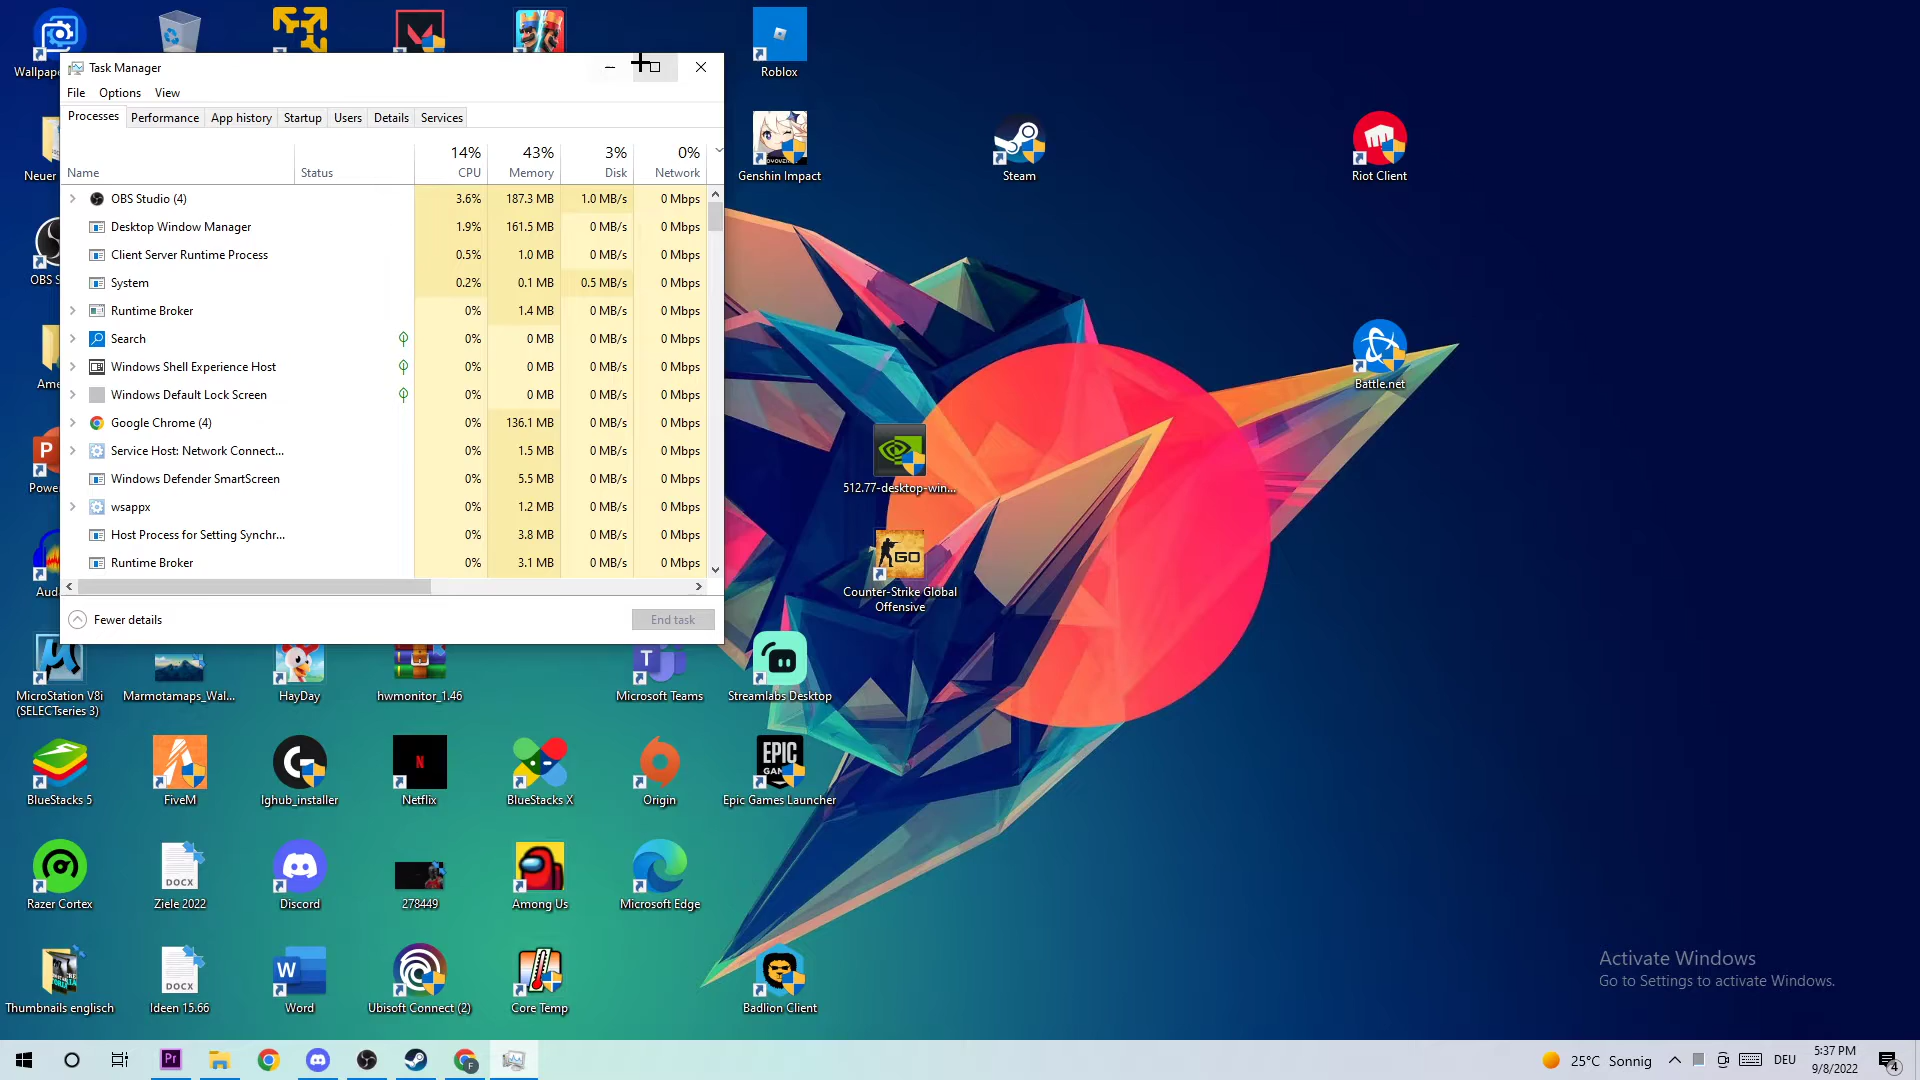 Task Manager
File Options View
Processes Performance App history Startup Users Details Services
14% 43% 3% 0%
Name Status CPU Memory Disk Network
OBS Studio (4) 3.6% 187.3 MB 1.0 MB/s 0 Mbps
Desktop Window Manager 1.9% 161.5 MB 0 MB/s 0 Mbps
Client Server Runtime Process 0.5% 1.0 MB 0 MB/s 0 Mbps
System 0.2% 0.1 MB 0.5 MB/s 0 Mbps
Runtime Broker 0% 1.4 MB 0 MB/s 0 Mbps
Search 0% 0 MB 0 MB/s 0 Mbps
Windows Shell Experience Host 0% 0 MB 0 MB/s 0 Mbps
Windows Default Lock Screen 0% 0 MB 0 MB/s 0 Mbps
Google Chrome (4) 0% 136.1 MB 0 MB/s 0 Mbps
Service Host: Network Connect... 0% 1.5 MB 0 MB/s 0 Mbps
Windows Defender SmartScreen 0% 5.5 MB 0 MB/s 0 Mbps
wsappx 0% 1.2 MB 0 MB/s 0 Mbps
Host Process for Setting Synchr... 0% 3.8 MB 0 MB/s 0 Mbps
Runtime Broker 0% 3.1 MB 0 MB/s 0 Mbps
Fewer details End task
Wallpape
Neuer
OBS S
Ame
P
Powe
Aud
Roblox
Genshin Impact
Steam
Riot Client
Battle.net
512.77-desktop-win...
GO
Counter-Strike Global
Offensive
MicroStation V8i
(SELECTseries 3)
Marmotamaps_Wal...
HayDay
hwmonitor_1.46
T
Microsoft Teams
Streamlabs Desktop
BlueStacks 5
FiveM
G
lghub_installer
N
Netflix
BlueStacks X
Origin
EPIC
GAMES
Epic Games Launcher
Razer Cortex
DOCX
Ziele 2022
Discord
278449
Among Us
Microsoft Edge
Thumbnails englisch
DOCX
Ideen 15.66
W
Word
Ubisoft Connect (2)
Core Temp
Badlion Client
Activate Windows
Go to Settings to activate Windows.
Pr
F
25°C Sonnig
DEU
5:37 PM
9/8/2022
4